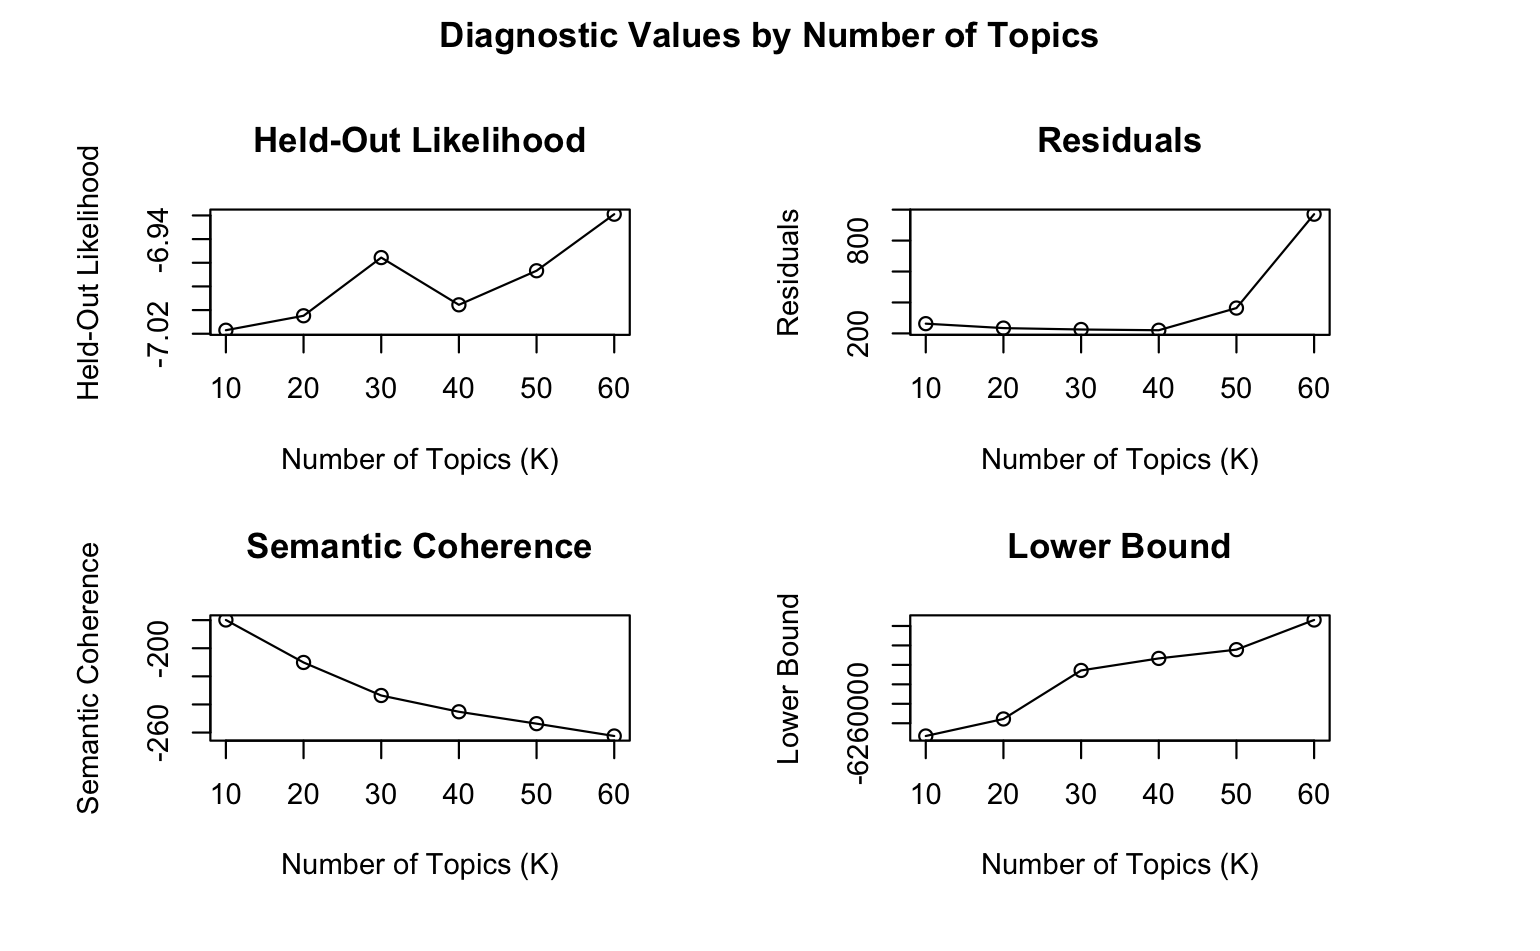 Diagnostic Values by Number of Topics
Held-Out Likelihood
Held-Out Likelihood
-6.94
-7.02
10 20 30 40 50 60
Number of Topics (K)
Residuals
Residuals
800
200
10 20 30 40 50 60
Number of Topics (K)
Semantic Coherence
Semantic Coherence
-200
-260
10 20 30 40 50 60
Number of Topics (K)
Lower Bound
Lower Bound
-6260000
10 20 30 40 50 60
Number of Topics (K)